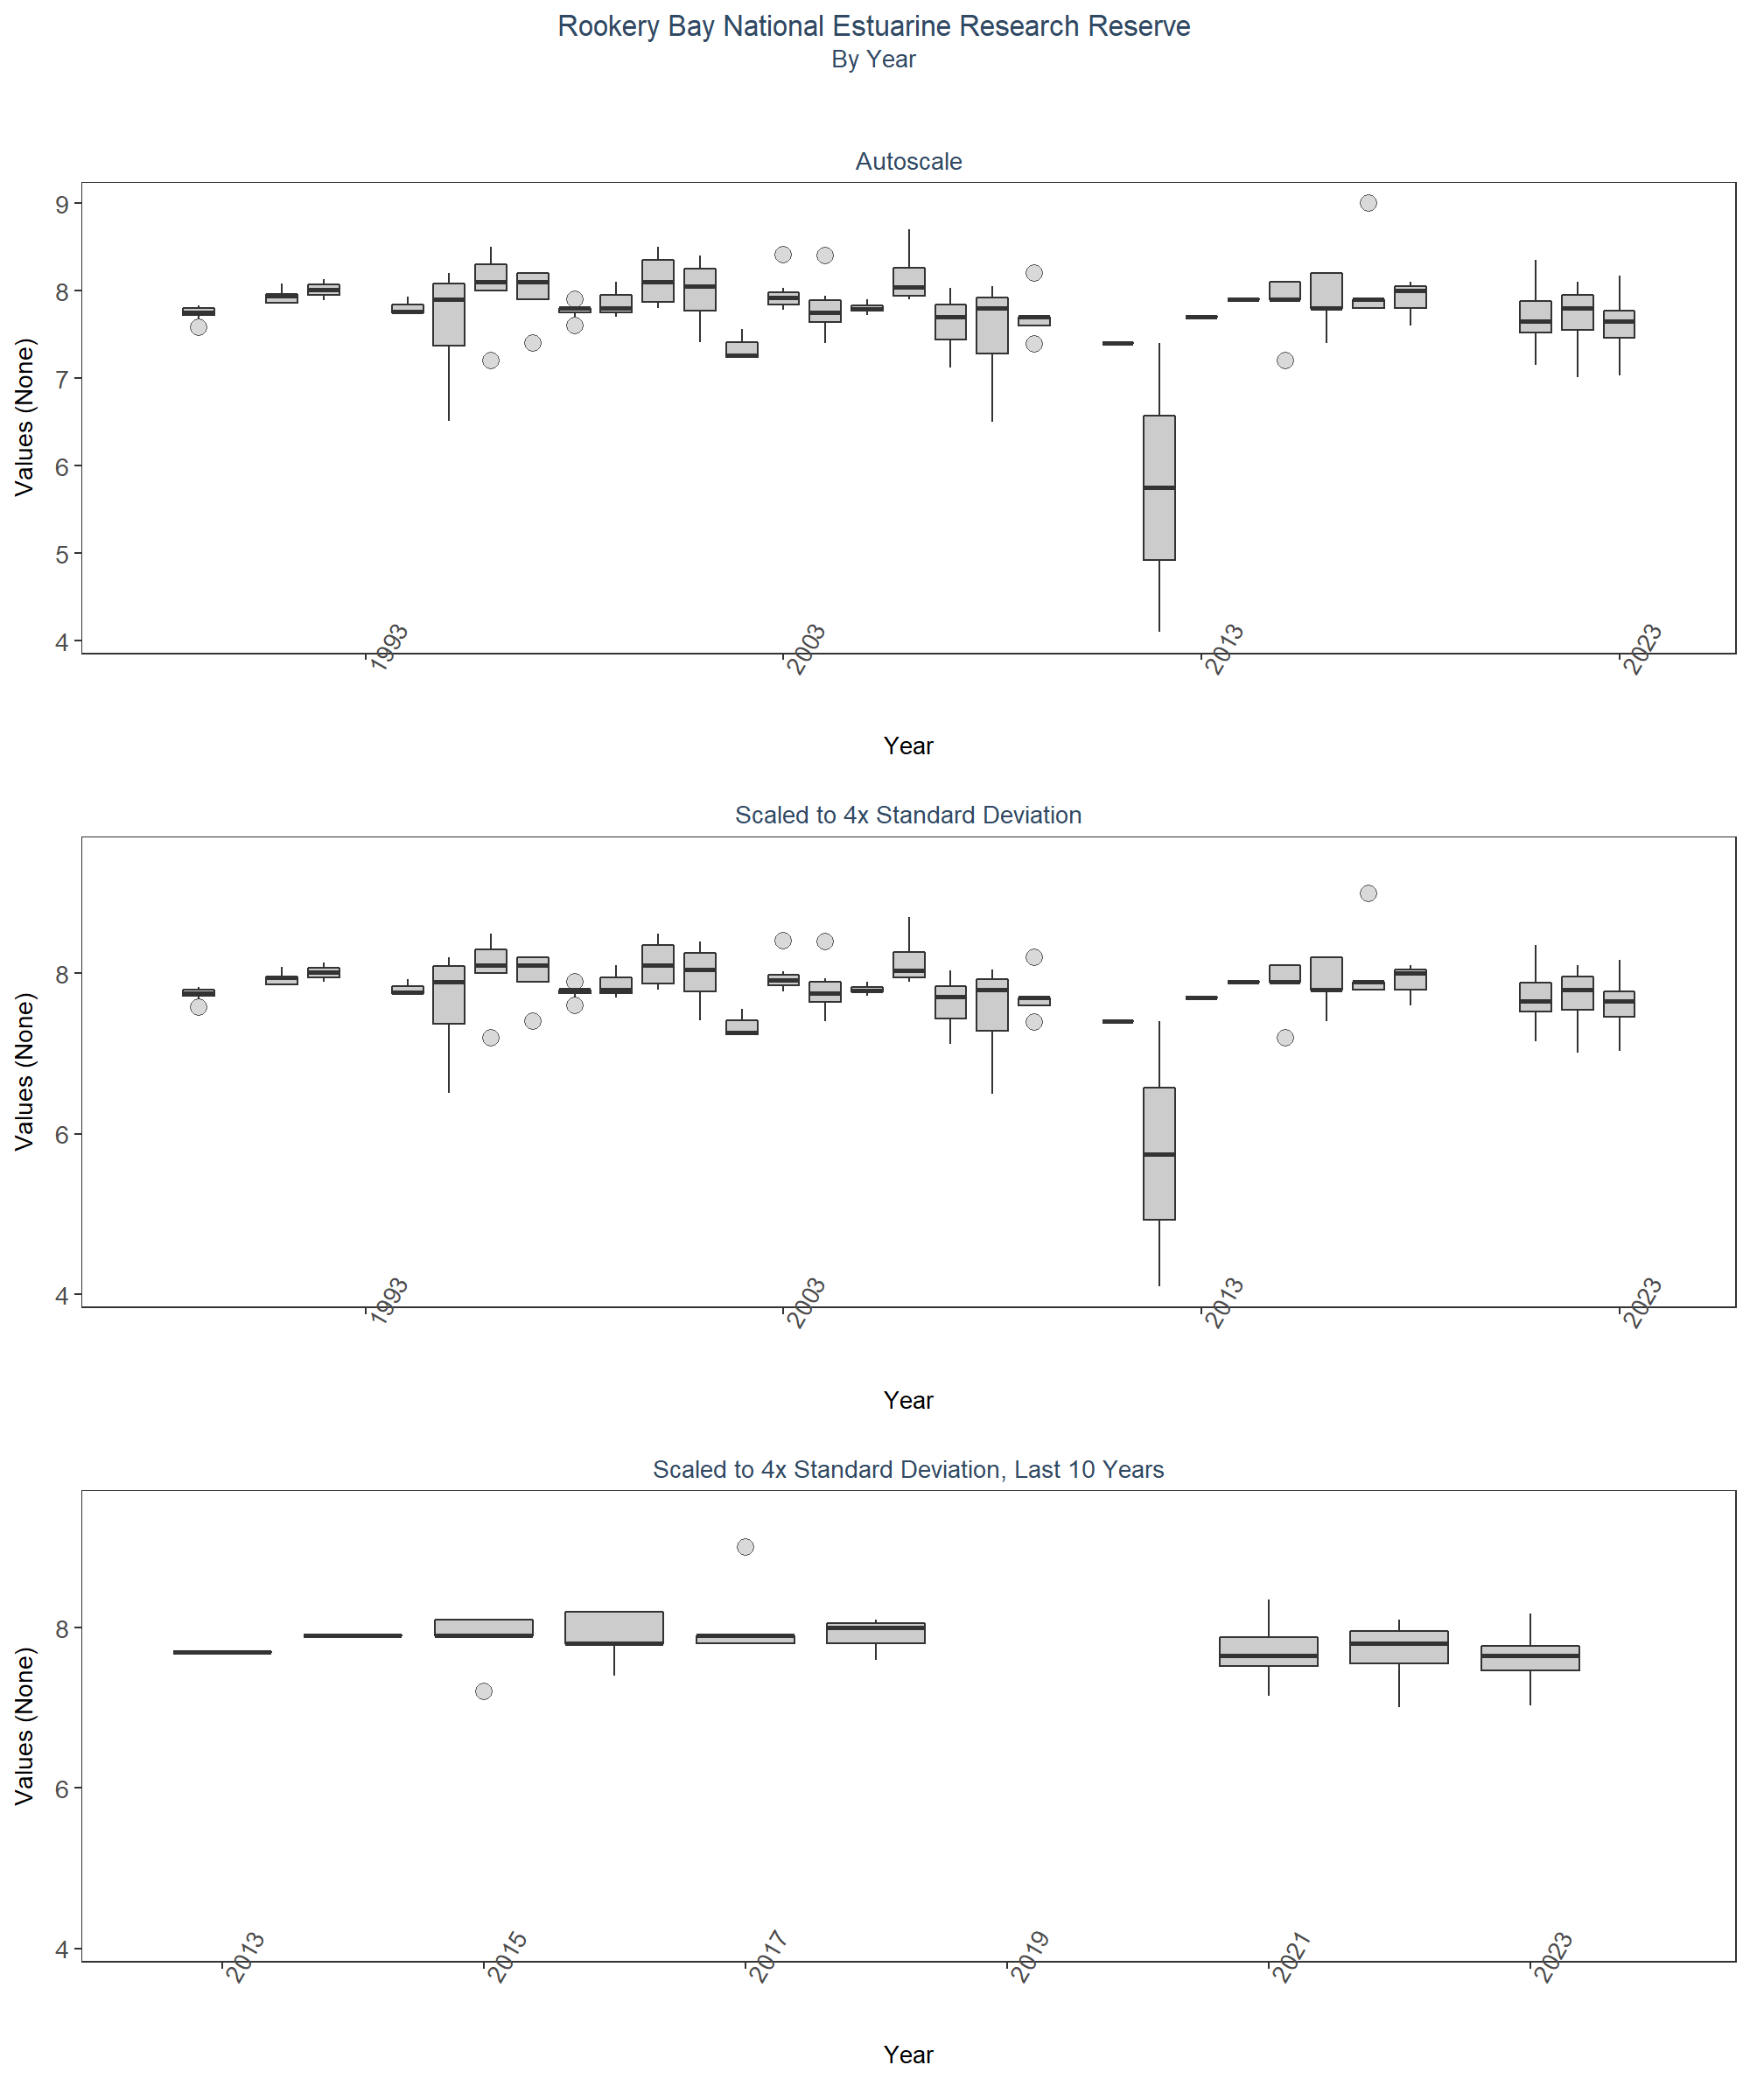 Rookery Bay National Estuarine Research Reserve
By Year
Autoscale
Values (None)
9
8
7
6
5
4
1993
2003
2013
2023
Year
Scaled to 4x Standard Deviation
Values (None)
8
6
4
1993
2003
2013
2023
Year
Scaled to 4x Standard Deviation, Last 10 Years
Values (None)
8
6
4
2013
2015
2017
2019
2021
2023
Year